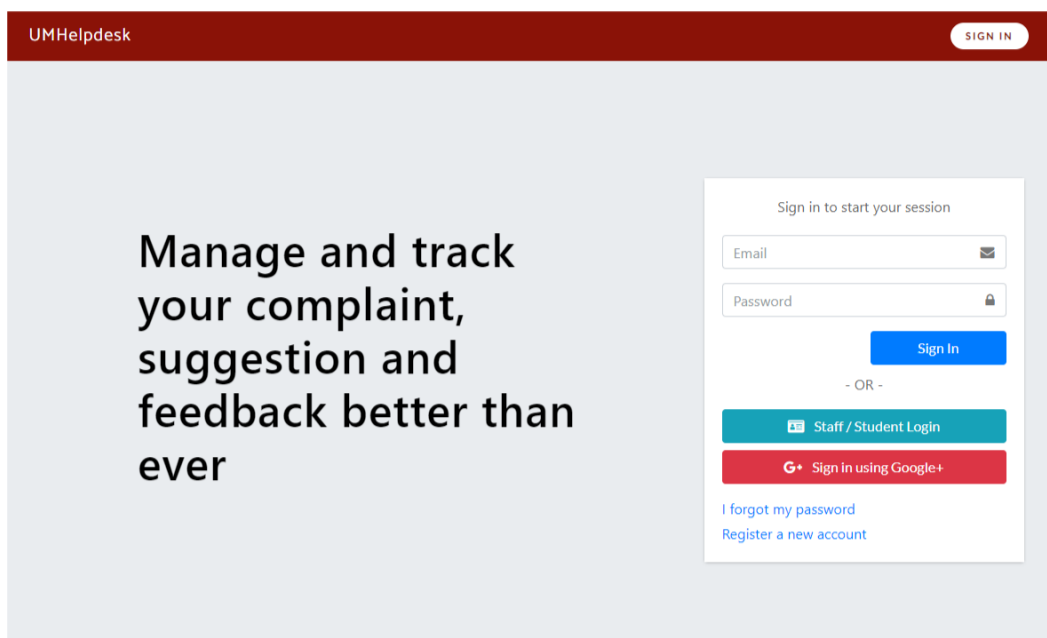 UMHelpdesk
SIGN IN
Manage and track
your complaint,
suggestion and
feedback better than
ever
Sign in to start your session
Email
Password
Sign In
- OR -
Staff / Student Login
G+ Sign in using Google+
I forgot my password
Register a new account